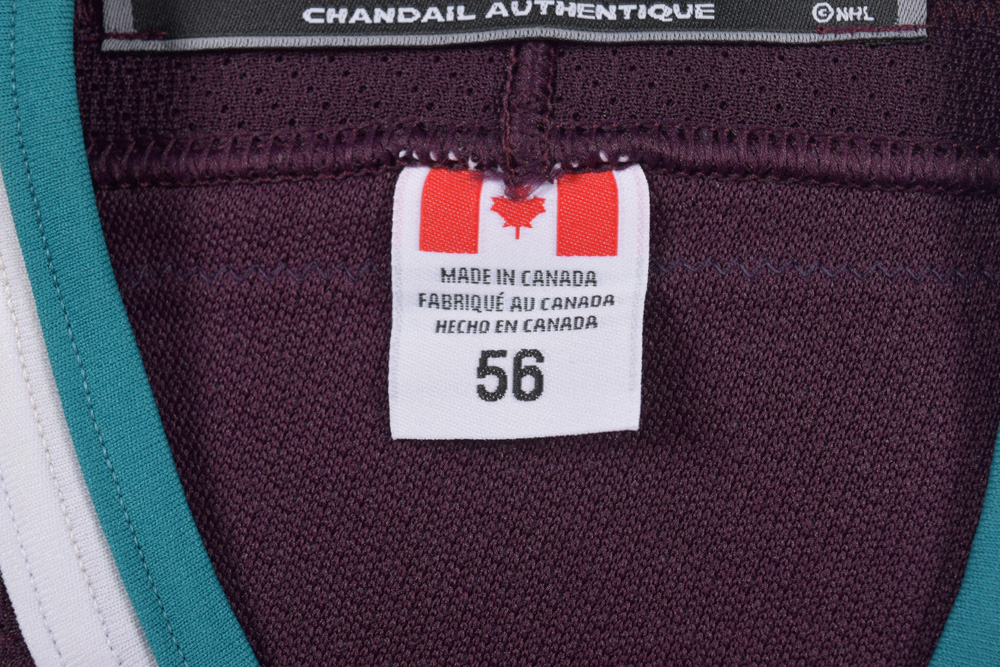 CHANDAIL AUTHENTIQUE ©NHL
MADE IN CANADA
FABRIQUÉ AU CANADA
HECHO EN CANADA
56